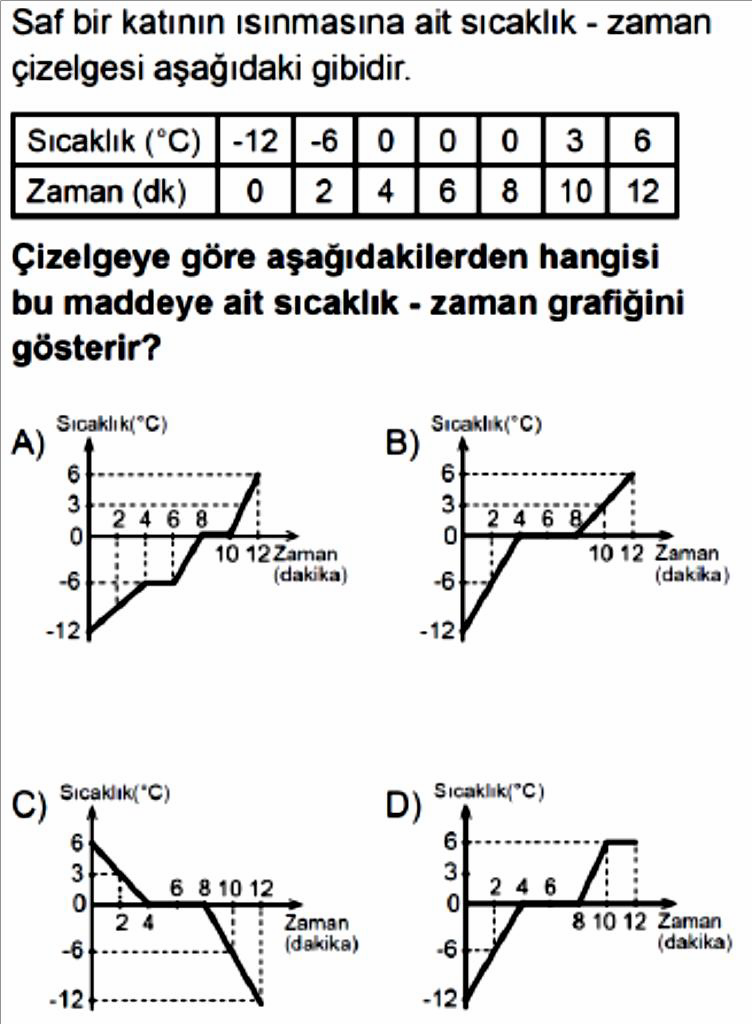 Saf bir katının ısınmasına ait sıcaklık - zaman
çizelgesi aşağıdaki gibidir.
Sıcaklık (°C) -12 -6 0 0 0 3 6
Zaman (dk) 0 2 4 6 8 10 12
Çizelgeye göre aşağıdakilerden hangisi
bu maddeye ait sıcaklık - zaman grafiğini
gösterir?
A) Sıcaklık(°C)
6
3
2 4 6 8
0
10 12 Zaman
(dakika)
-6
-12
B) Sıcaklık(°C)
6
3
2 4 6 8
0
10 12 Zaman
(dakika)
-6
-12
C) Sıcaklık(°C)
6
3
6 8 10 12
0
2 4 Zaman
(dakika)
-6
-12
D) Sıcaklık(°C)
6
3
2 4 6
0
8 10 12 Zaman
(dakika)
-6
-12